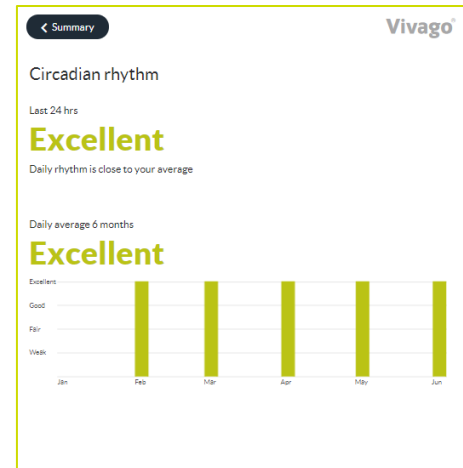 Summary
Vivago®
Circadian rhythm
Last 24 hrs
Excellent
Daily rhythm is close to your average
Daily average 6 months
Excellent
Excellent
Good
Fair
Weak
Jan Feb Mar Apr May Jun